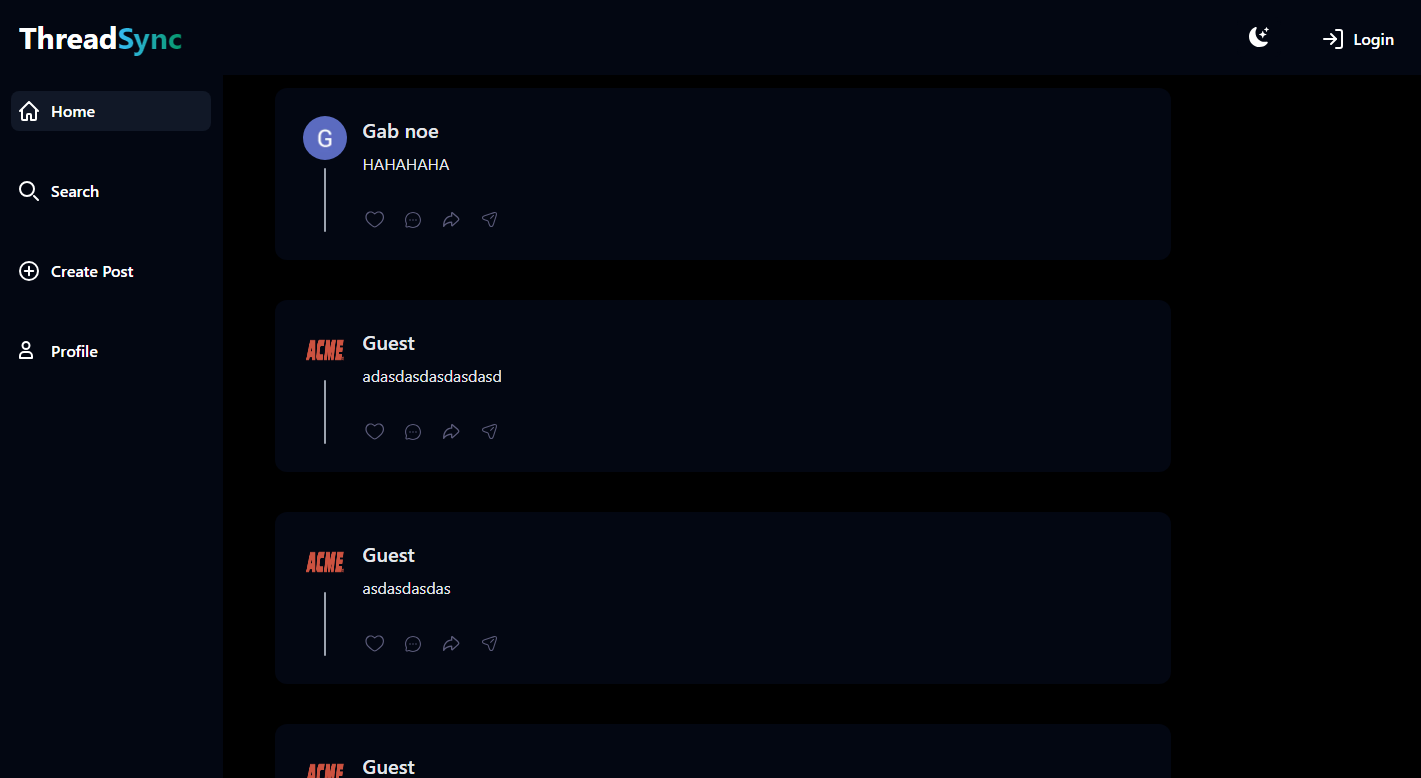 ThreadSync
Login
Home
Search
Create Post
Profile
G
Gab noe
HAHAHAHA
ACME
Guest
adasdasdasdasdasd
ACME
Guest
asdasdasdas
ACME
Guest